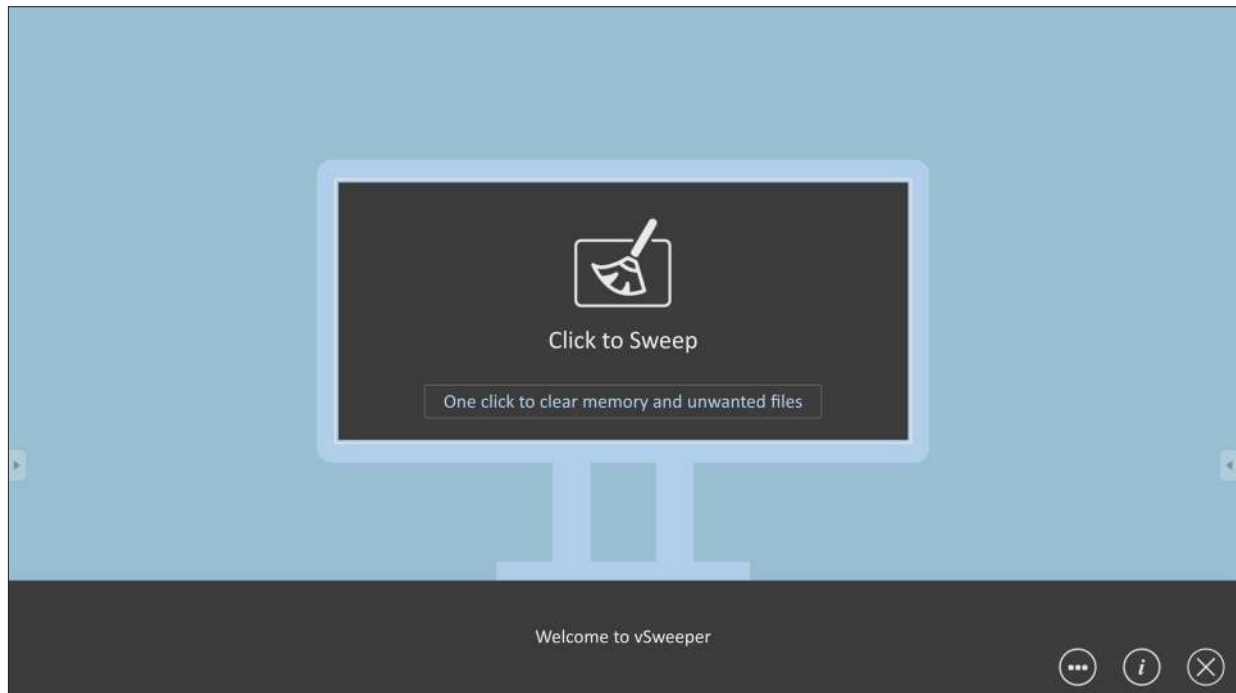 Click to Sweep
One click to clear memory and unwanted files
Welcome to vSweeper
i